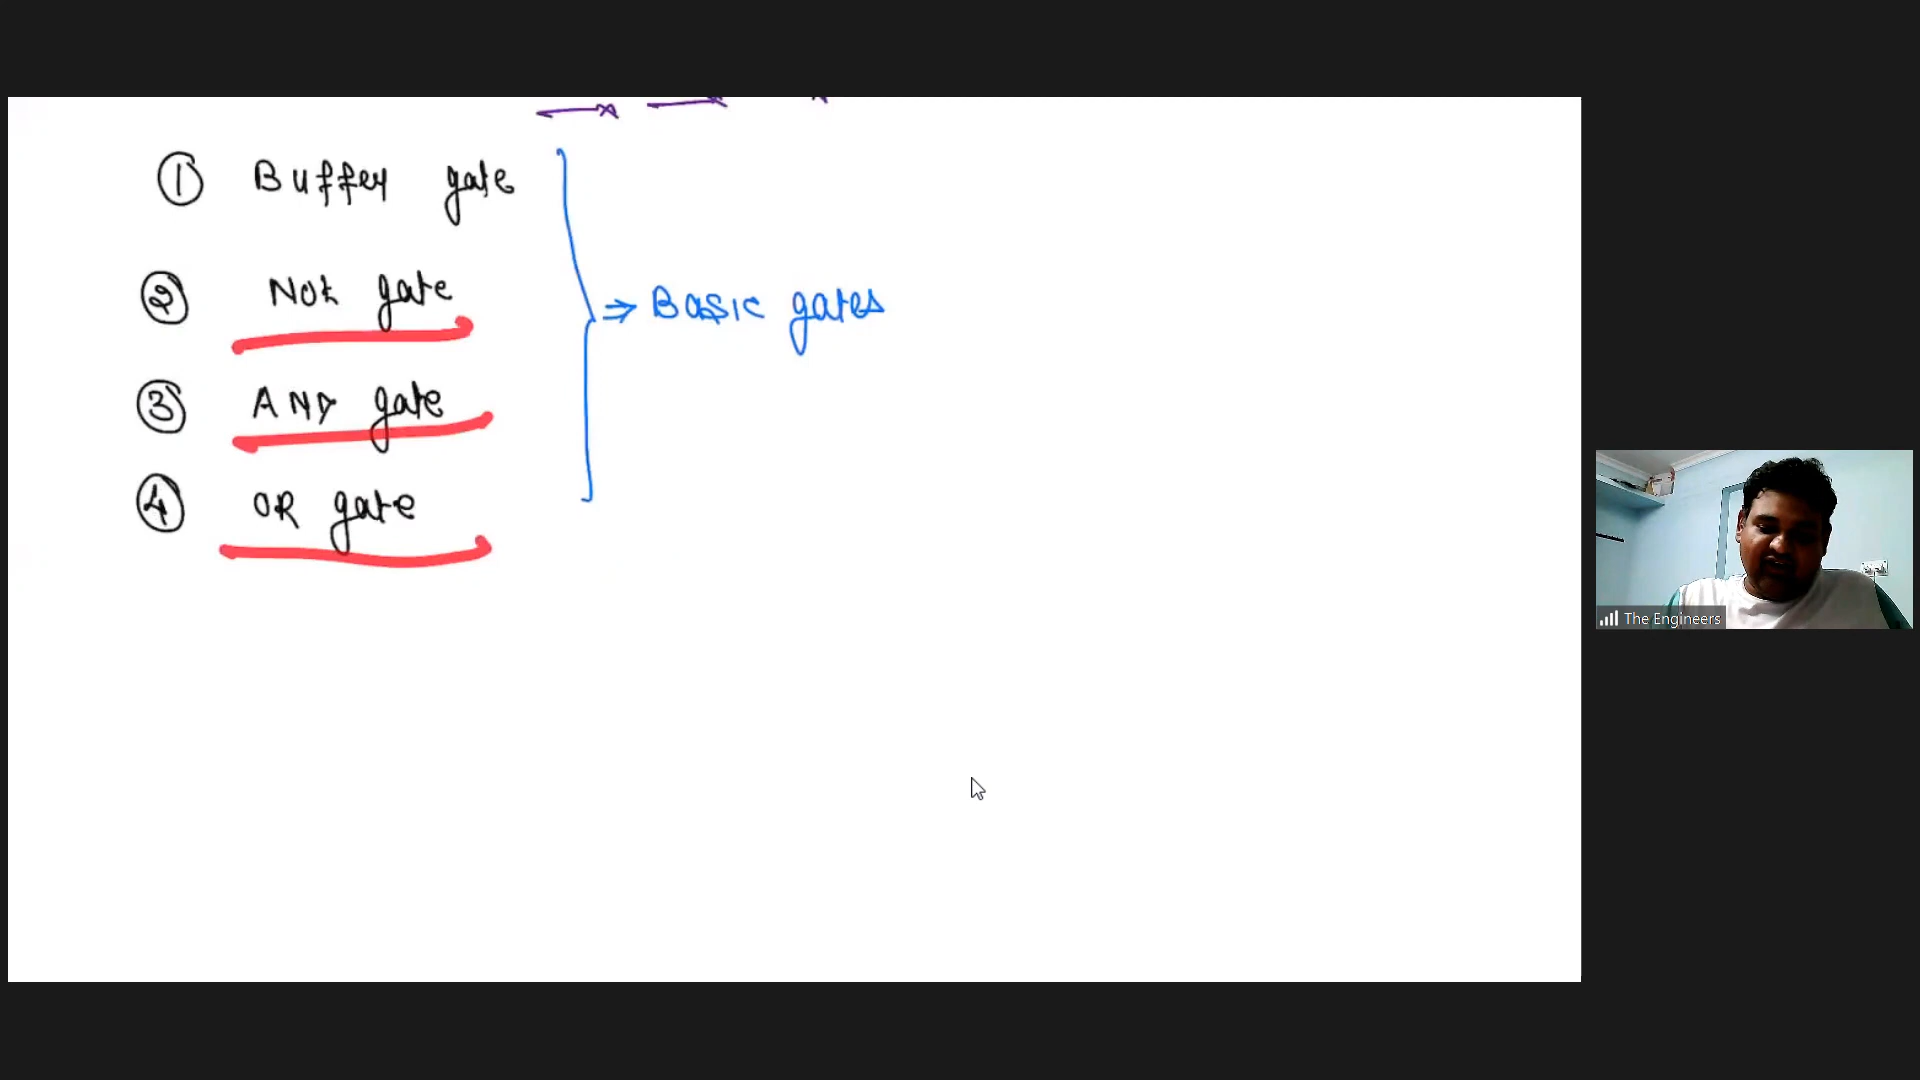 ① Buffer gate
② Not gate
⇒ Basic gates
③ AND gate
④ OR gate
The Engineers